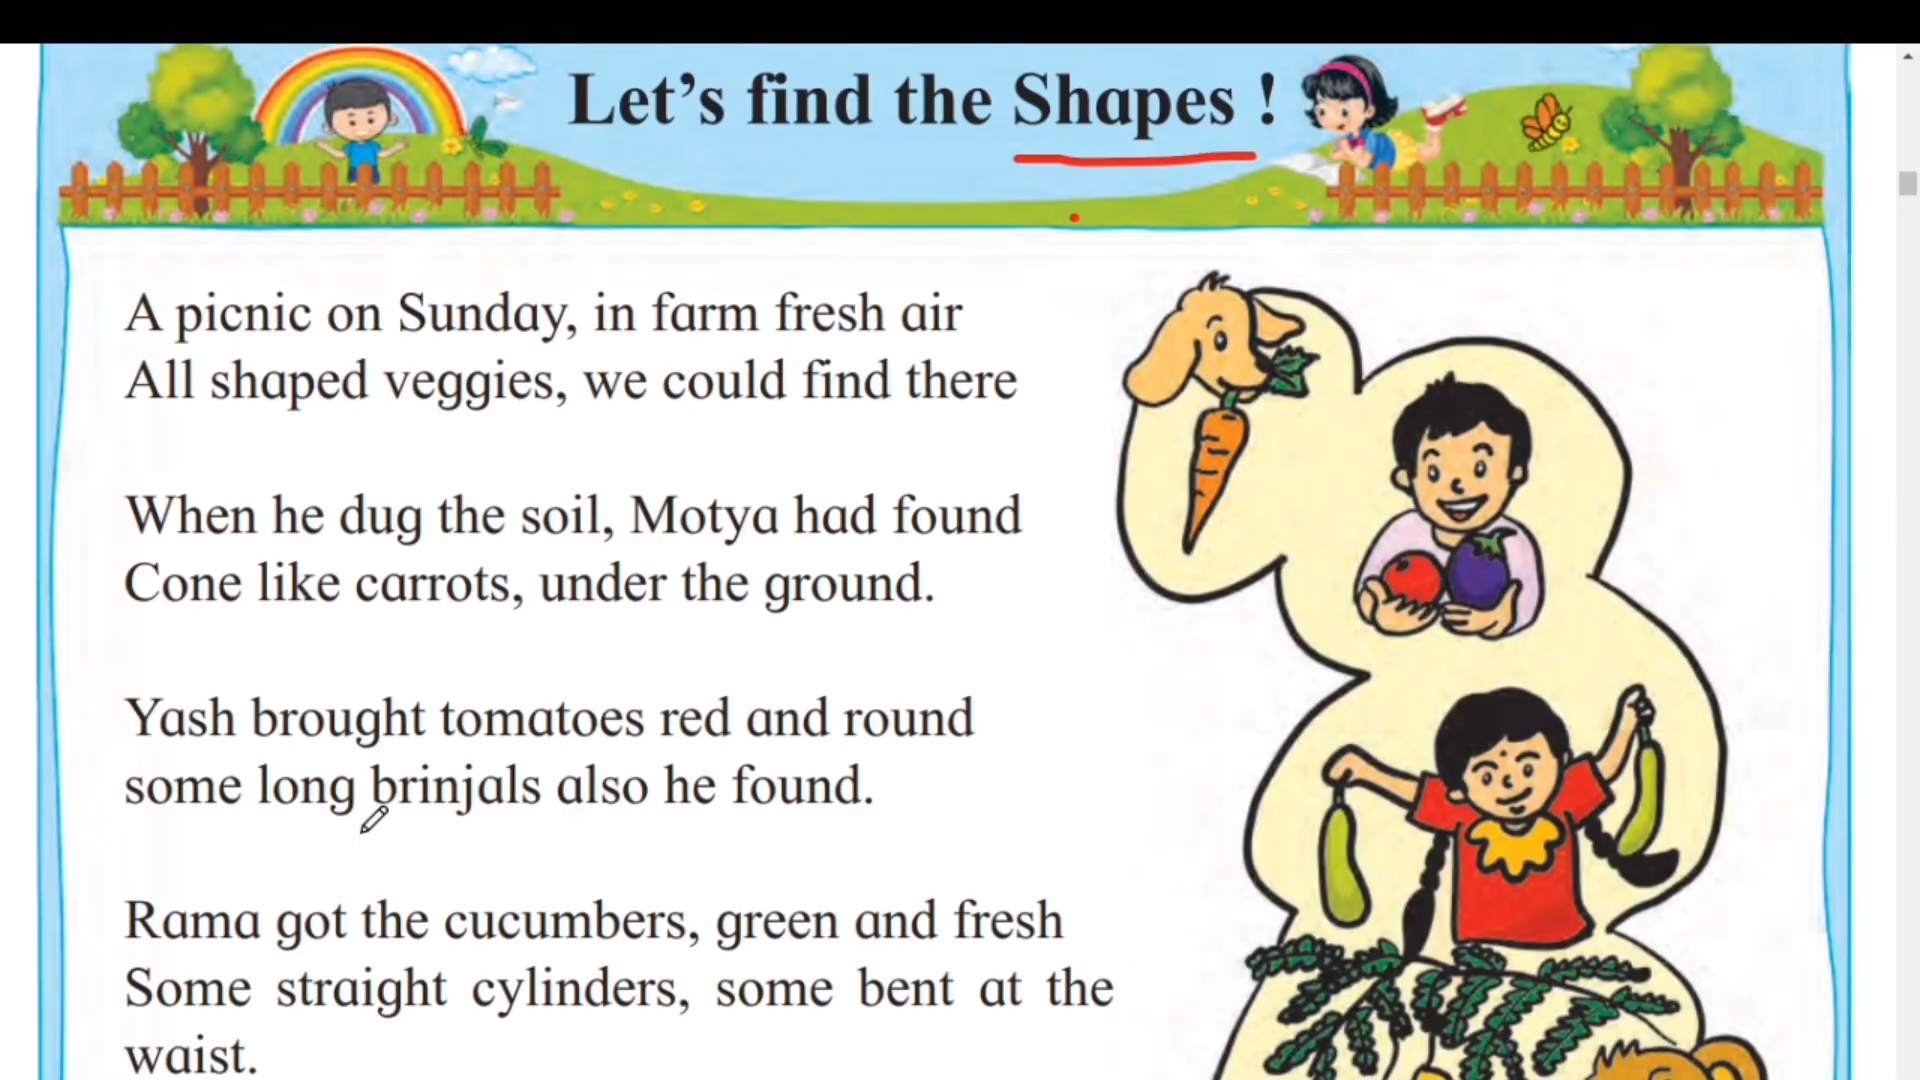 Let's find the Shapes !
A picnic on Sunday, in farm fresh air
All shaped veggies, we could find there
When he dug the soil, Motya had found
Cone like carrots, under the ground.
Yash brought tomatoes red and round
some long brinjals also he found.
Rama got the cucumbers, green and fresh
Some straight cylinders, some bent at the
waist.